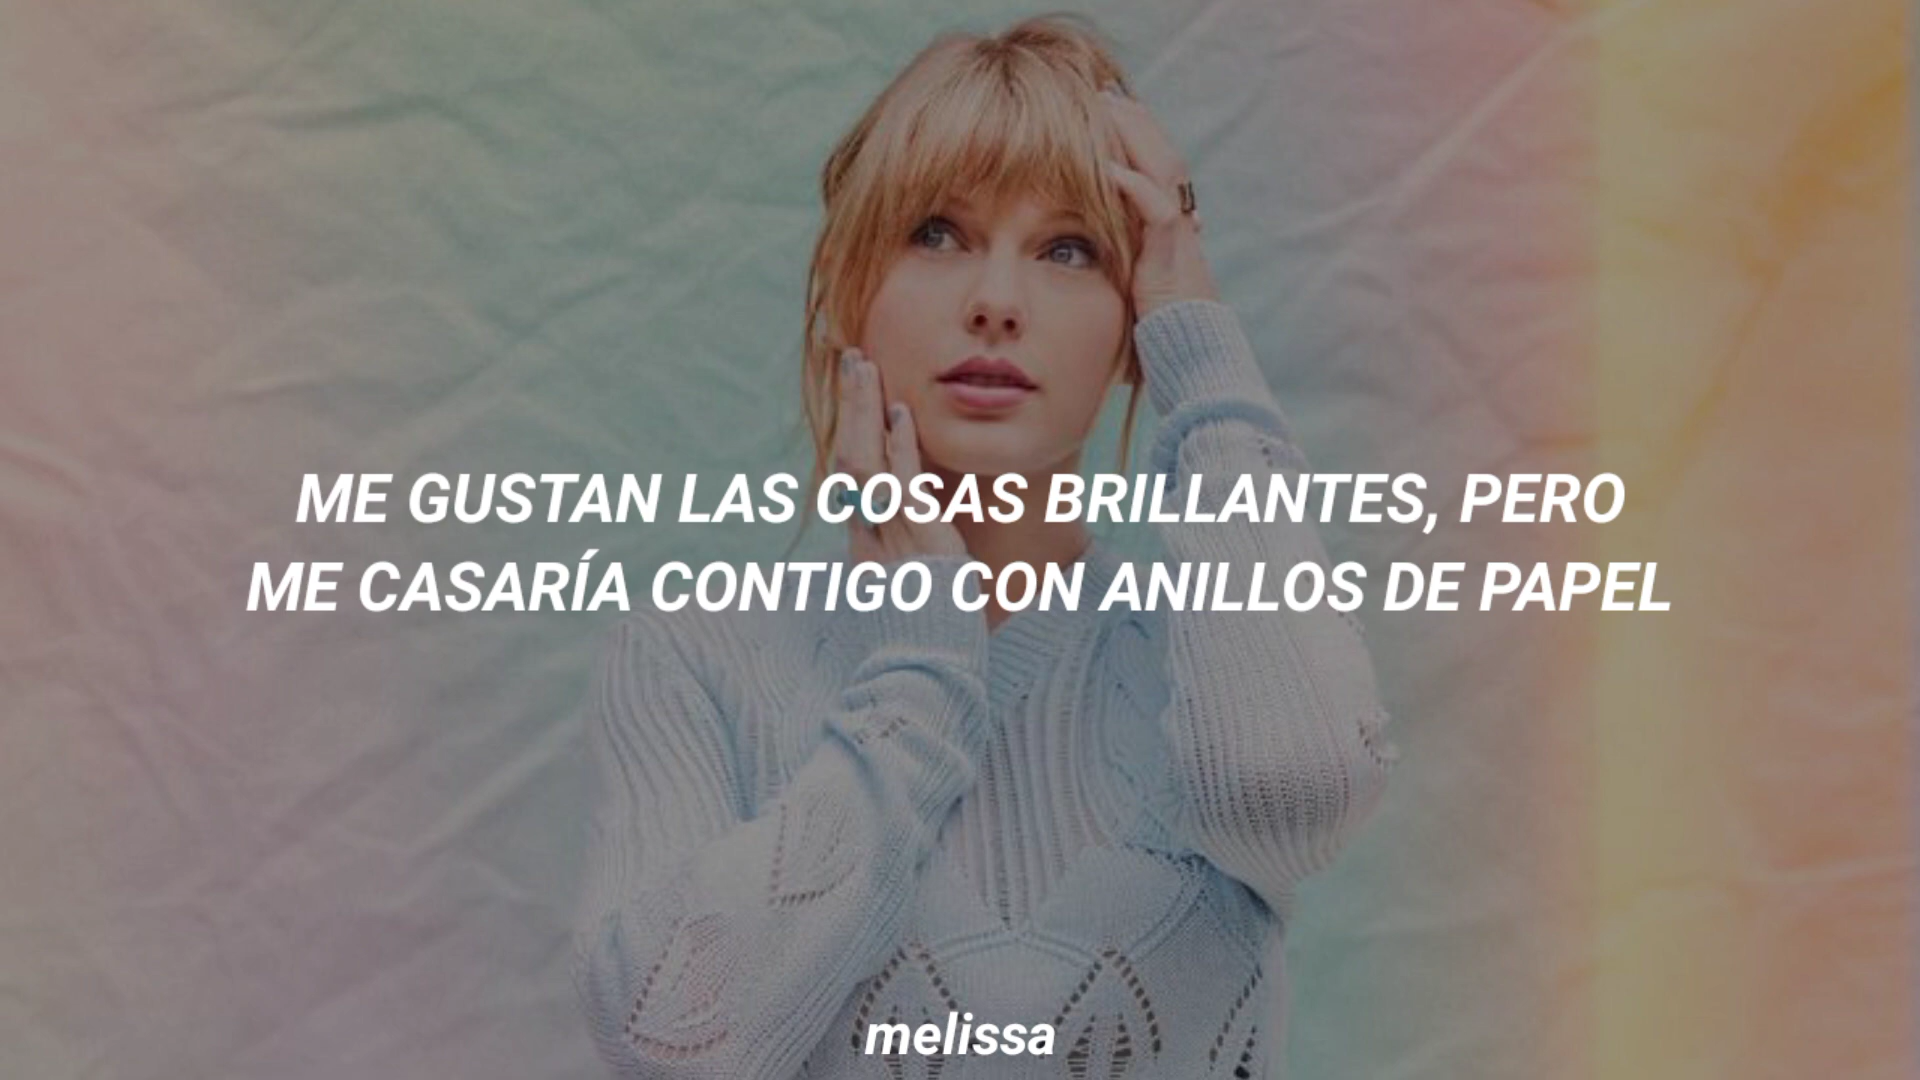 ME GUSTAN LAS COSAS BRILLANTES, PERO
ME CASARÍA CONTIGO CON ANILLOS DE PAPEL
melissa